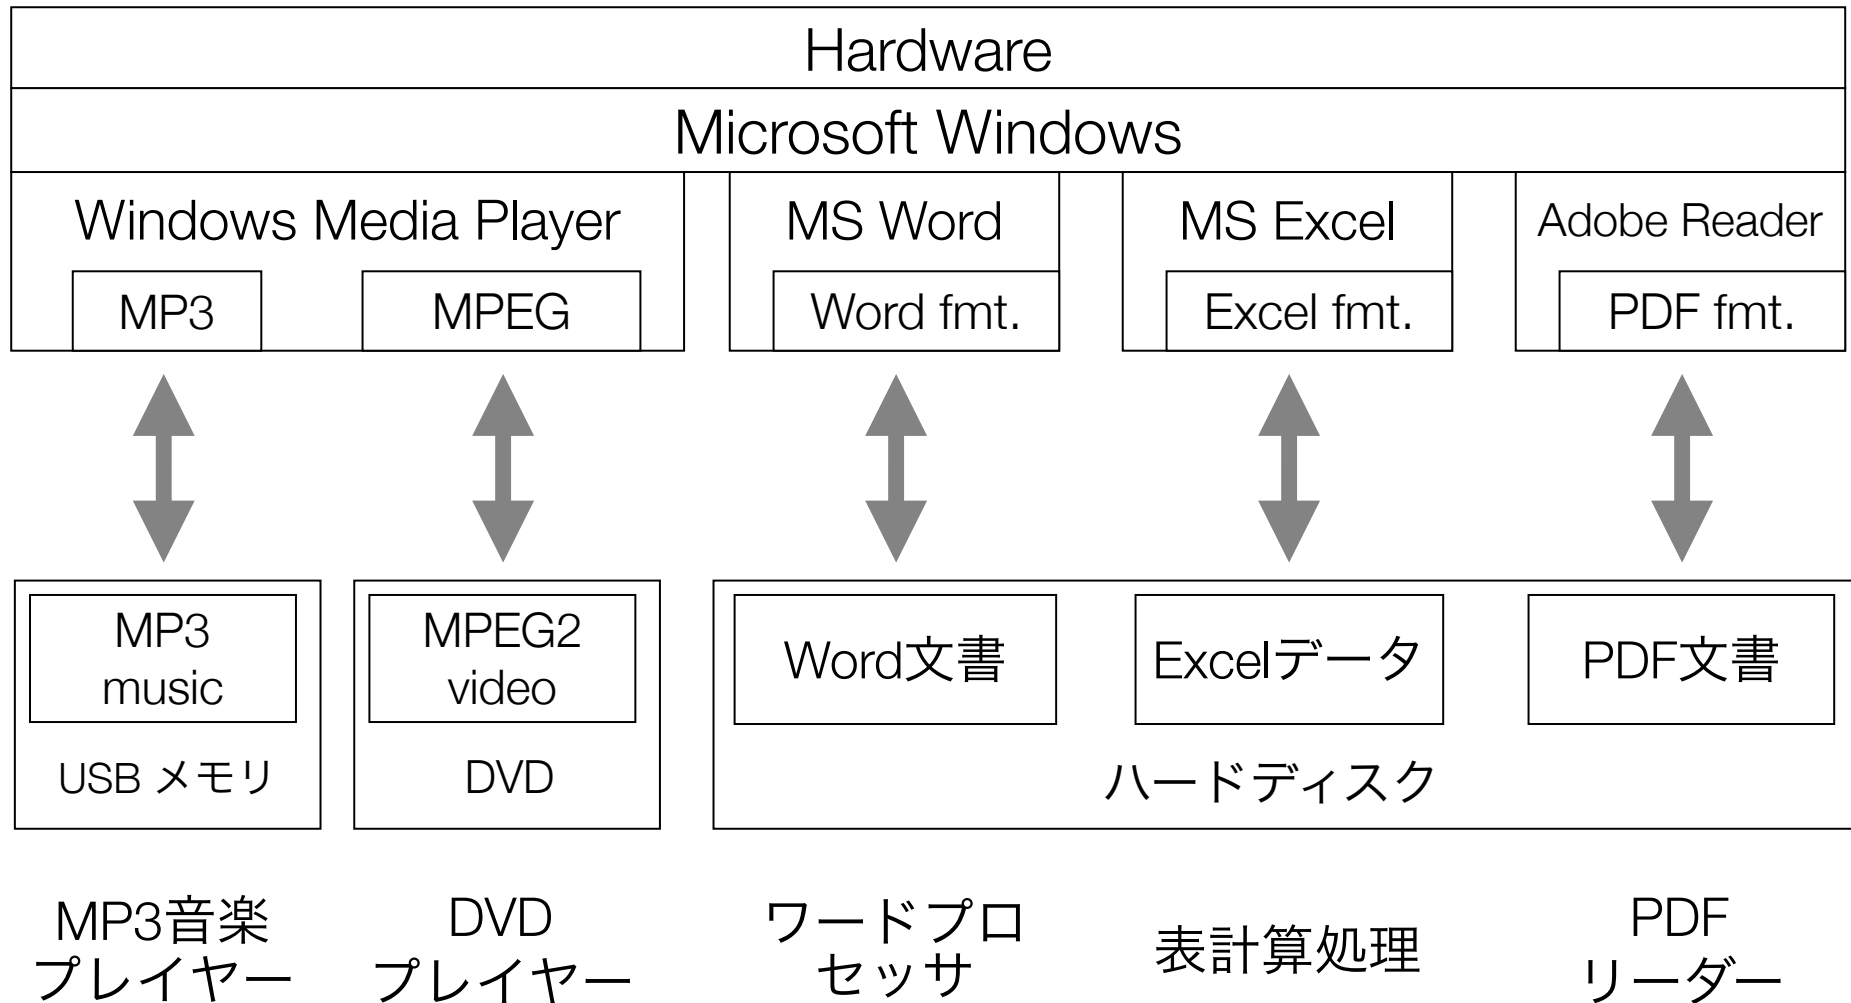 Hardware
Microsoft Windows
Windows Media Player
MS Word
MS Excel
Adobe Reader
MP3
MPEG
Word fmt.
Excel fmt.
PDF fmt.
MP3
music
USB メモリ
MPEG2
video
DVD
Word文書
Excelデータ
PDF文書
ハードディスク
MP3音楽
プレイヤー
DVD
プレイヤー
ワードプロ
セッサ
表計算処理
PDF
リーダー